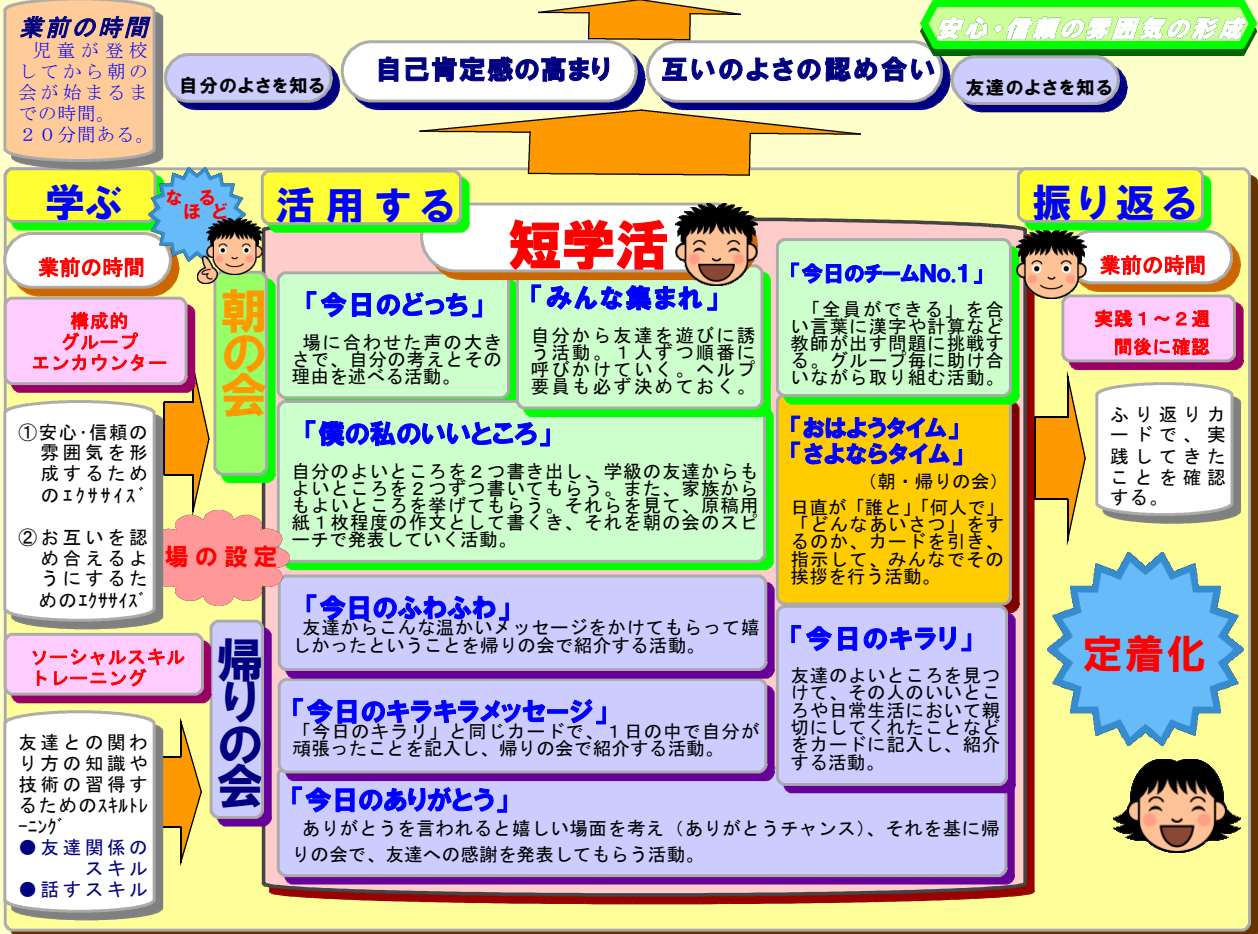 業前の時間
児童が登校
してから朝の
会が始まるま
での時間。
２０分間ある。
自分のよさを知る
自己肯定感の高まり
互いのよさの認め合い
友達のよさを知る
安心・信頼の雰囲気の形成
学ぶ
なるほど
業前の時間
構成的
グループ
エンカウンター
①安心・信頼の
雰囲気を形
成するため
のｴｸｻｻｲｽﾞ
②お互いを認
め合えるよ
うにするた
めのｴｸｻｻｲｽﾞ
ソーシャルスキル
トレーニング
友達との関わ
り方の知識や
技術の習得す
るためのｽｷﾙﾄﾚ
ｰﾆﾝｸﾞ
●友達関係の
スキル
●話すスキル
活用する
短学活
朝の会
場の設定
帰りの会
「今日のどっち」
場に合わせた声の大き
さで、自分の考えとその
理由を述べる活動。
「みんな集まれ」
自分から友達を遊びに誘
う活動。１人ずつ順番に
呼びかけていく。ヘルプ
要員も必ず決めておく。
「今日のチームNo.1」
「全員ができる」を合
い言葉に漢字や計算など
教師が出す問題に挑戦す
る。グループ毎に助け合
いながら取り組む活動。
「僕の私のいいところ」
自分のよいところを２つ書き出し、学級の友達からも
よいところを２つずつ書いてもらう。また、家族から
もよいところを挙げてもらう。それらを見て、原稿用
紙１枚程度の作文として書くき、それを朝の会のスピ
ーチで発表していく活動。
「おはようタイム」
「さよならタイム」
（朝・帰りの会）
日直が「誰と」「何人で」
「どんなあいさつ」をす
るのか、カードを引き、
指示して、みんなでその
挨拶を行う活動。
「今日のふわふわ」
友達からこんな温かいメッセージをかけてもらって嬉
しかったということを帰りの会で紹介する活動。
「今日のキラキラメッセージ」
「今日のキラリ」と同じカードで、１日の中で自分が
頑張ったことを記入し、帰りの会で紹介する活動。
「今日のキラリ」
友達のよいところを見つ
けて、その人のいいとこ
ろや日常生活において親
切にしてくれたことなど
をカードに記入し、紹介
する活動。
「今日のありがとう」
ありがとうを言われると嬉しい場面を考え（ありがとうチャンス）、それを基に帰
りの会で、友達への感謝を発表してもらう活動。
振り返る
業前の時間
実践１～２週
間後に確認
ふり返りカ
ードで、実
践してきた
ことを確認
する。
定着化